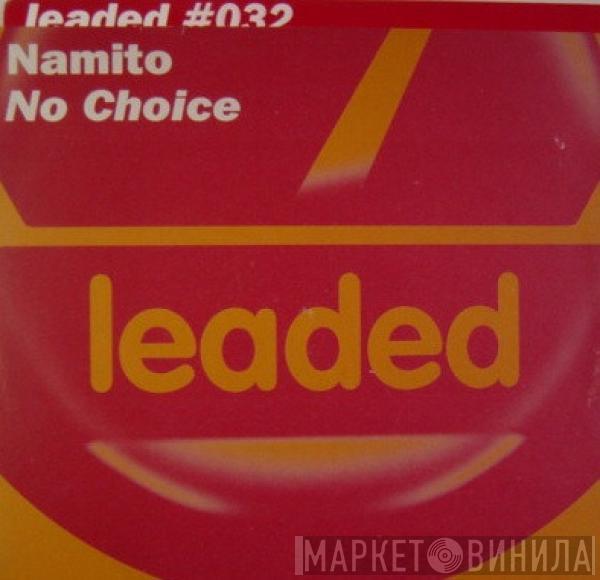 leaded #032
Namito
No Choice
leaded
МАРКЕТ ВИНИЛА